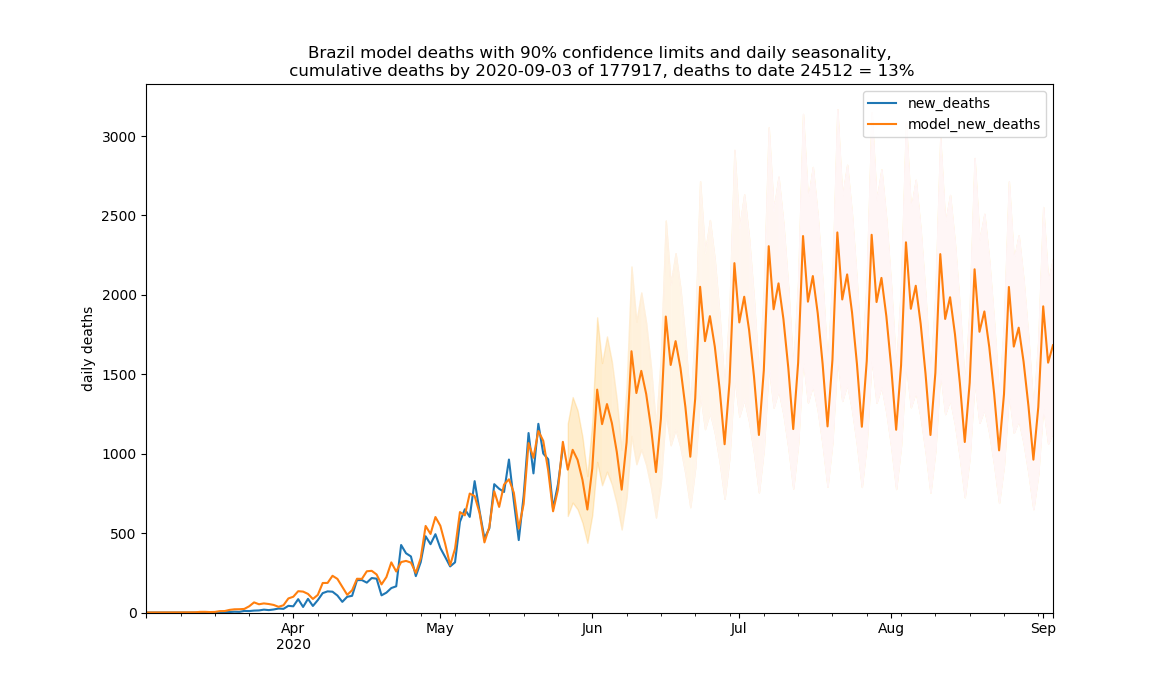 Brazil model deaths with 90% confidence limits and daily seasonality,
cumulative deaths by 2020-09-03 of 177917, deaths to date 24512 = 13%
new_deaths
model_new_deaths
3000
2500
2000
1500
1000
500
0
daily deaths
Apr
May
Jun
Jul
Aug
Sep
2020